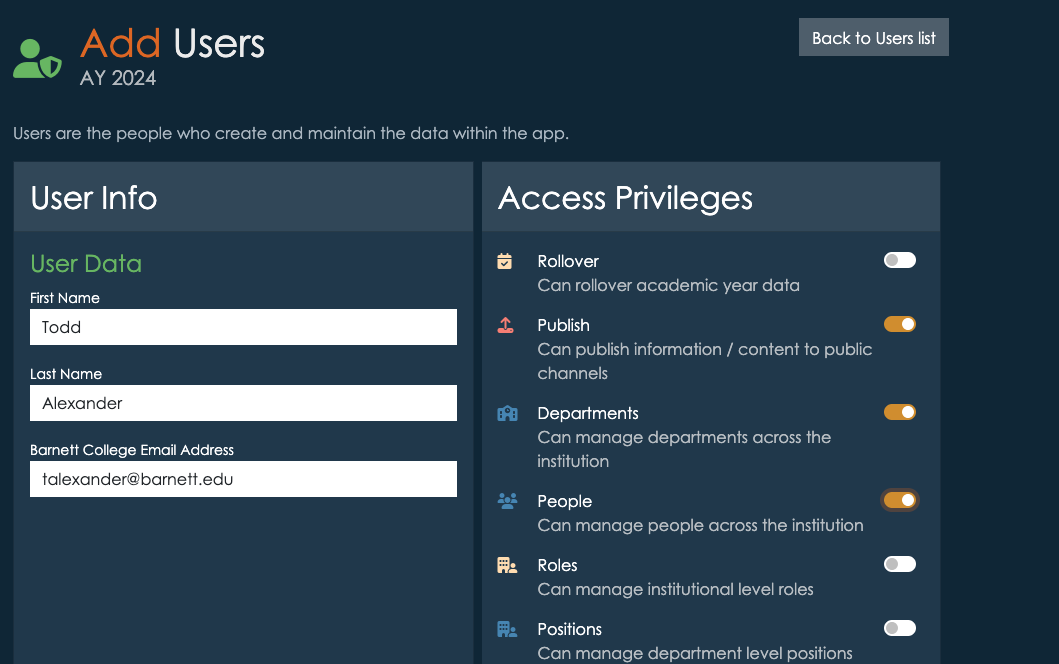 Add Users
Back to Users list
AY 2024
Users are the people who create and maintain the data within the app.
User Info
User Data
First Name
Todd
Last Name
Alexander
Barnett College Email Address
talexander@barnett.edu
Access Privileges
Rollover
Can rollover academic year data
Publish
Can publish information / content to public
channels
Departments
Can manage departments across the
institution
People
Can manage people across the institution
Roles
Can manage institutional level roles
Positions
Can manage department level positions